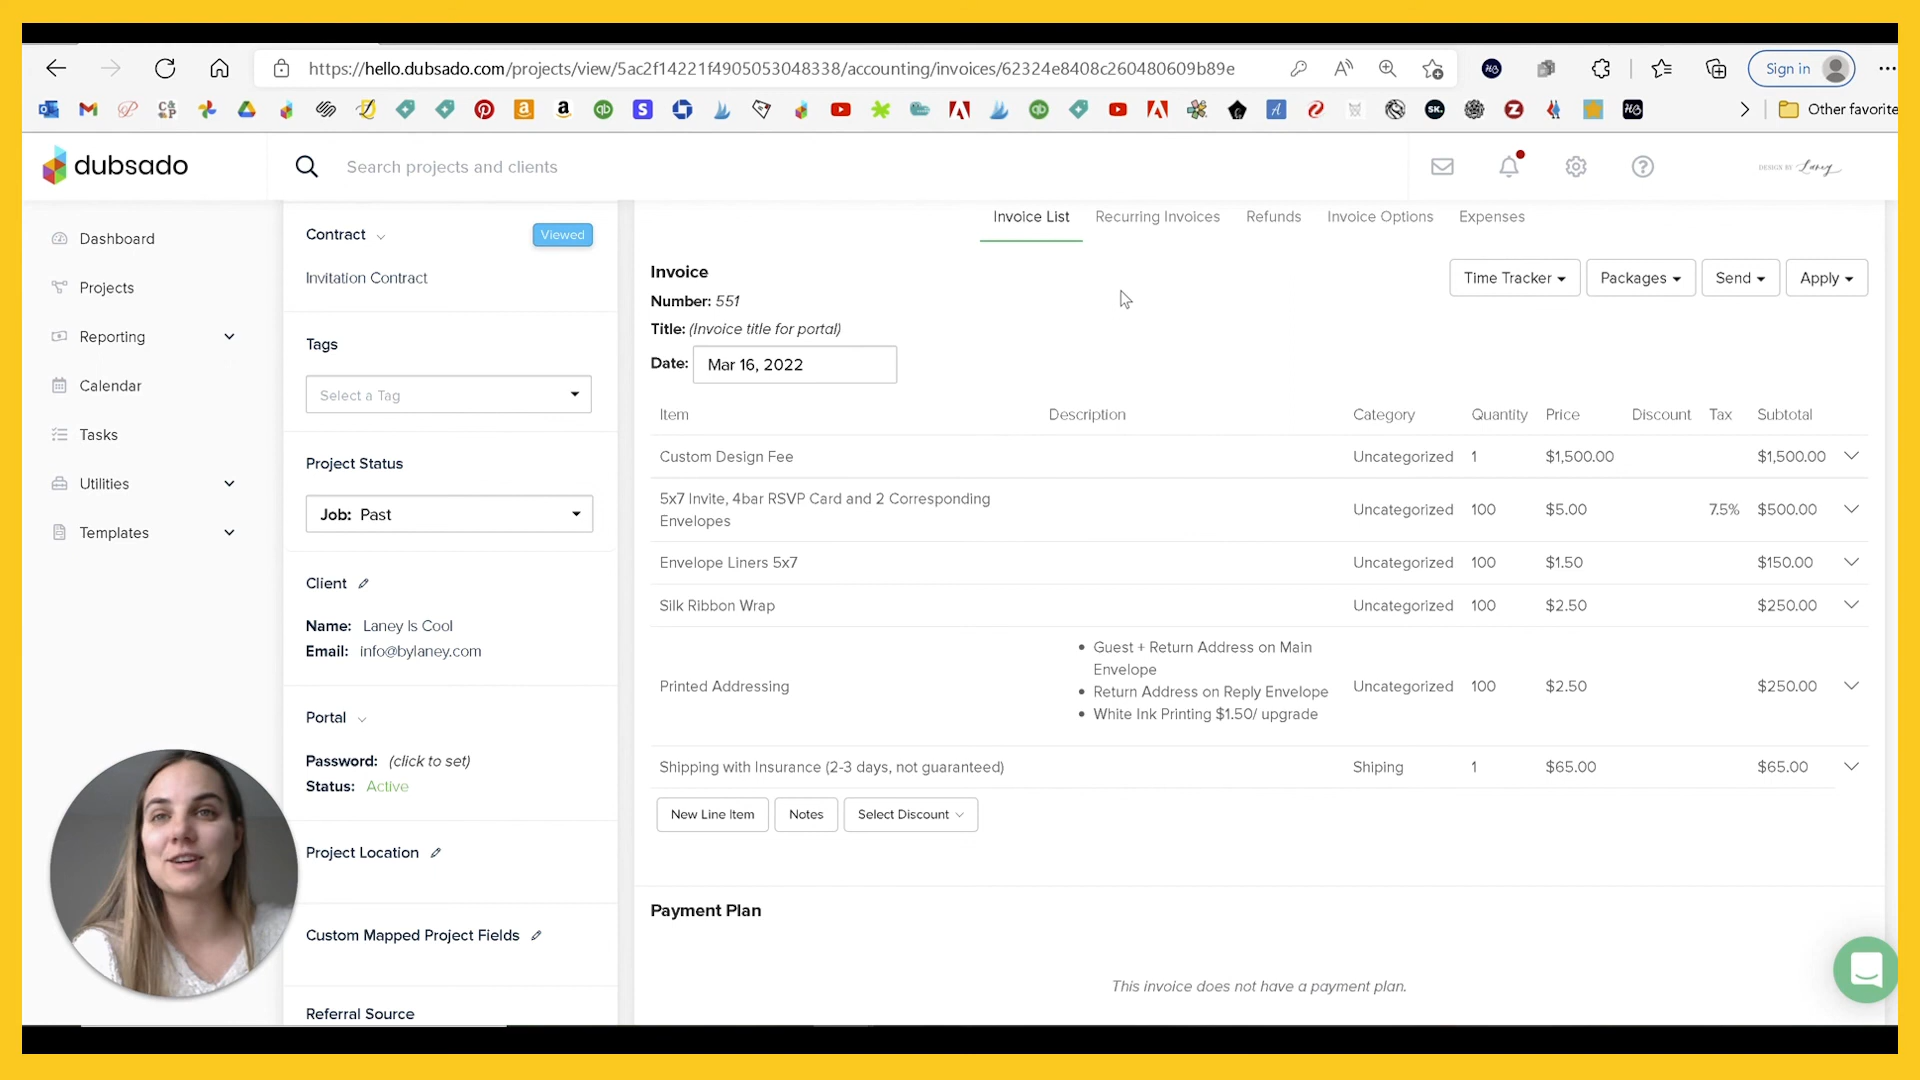 https://hello.dubsado.com/projects/view/5ac2f14221f4905053048338/accounting/invoices/62324e8408c260480609b89e
Sign in
Other favorite
dubsado
Search projects and clients
DESIGN BY Laney
Dashboard
Projects
Reporting
Calendar
Tasks
Utilities
Templates
Contract
Viewed
Invitation Contract
Tags
Select a Tag
Project Status
Job: Past
Client
Name: Laney Is Cool
Email: info@bylaney.com
Portal
Password: (click to set)
Status: Active
Project Location
Custom Mapped Project Fields
Referral Source
Invoice List Recurring Invoices Refunds Invoice Options Expenses
Invoice
Time Tracker Packages Send Apply
Number: 551
Title: (Invoice title for portal)
Date: Mar 16, 2022
Item Description Category Quantity Price Discount Tax Subtotal
Custom Design Fee Uncategorized 1 $1,500.00 $1,500.00
5x7 Invite, 4bar RSVP Card and 2 Corresponding
Envelopes Uncategorized 100 $5.00 7.5% $500.00
Envelope Liners 5x7 Uncategorized 100 $1.50 $150.00
Silk Ribbon Wrap Uncategorized 100 $2.50 $250.00
• Guest + Return Address on Main
Envelope
Printed Addressing • Return Address on Reply Envelope Uncategorized 100 $2.50 $250.00
• White Ink Printing $1.50/ upgrade
Shipping with Insurance (2-3 days, not guaranteed) Shiping 1 $65.00 $65.00
New Line Item Notes Select Discount
Payment Plan
This invoice does not have a payment plan.